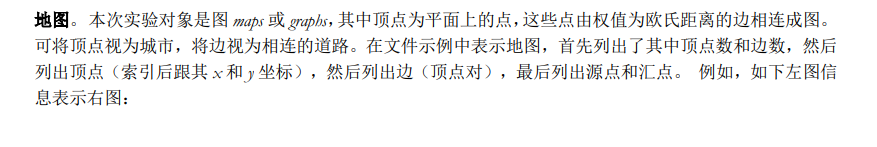 地图。本次实验对象是图 maps 或 graphs，其中顶点为平面上的点，这些点由权值为欧氏距离的边相连成图。
可将顶点视为城市，将边视为相连的道路。在文件示例中表示地图，首先列出了其中顶点数和边数，然后
列出顶点（索引后跟其 x 和 y 坐标），然后列出边（顶点对），最后列出源点和汇点。 例如，如下左图信
息表示右图：